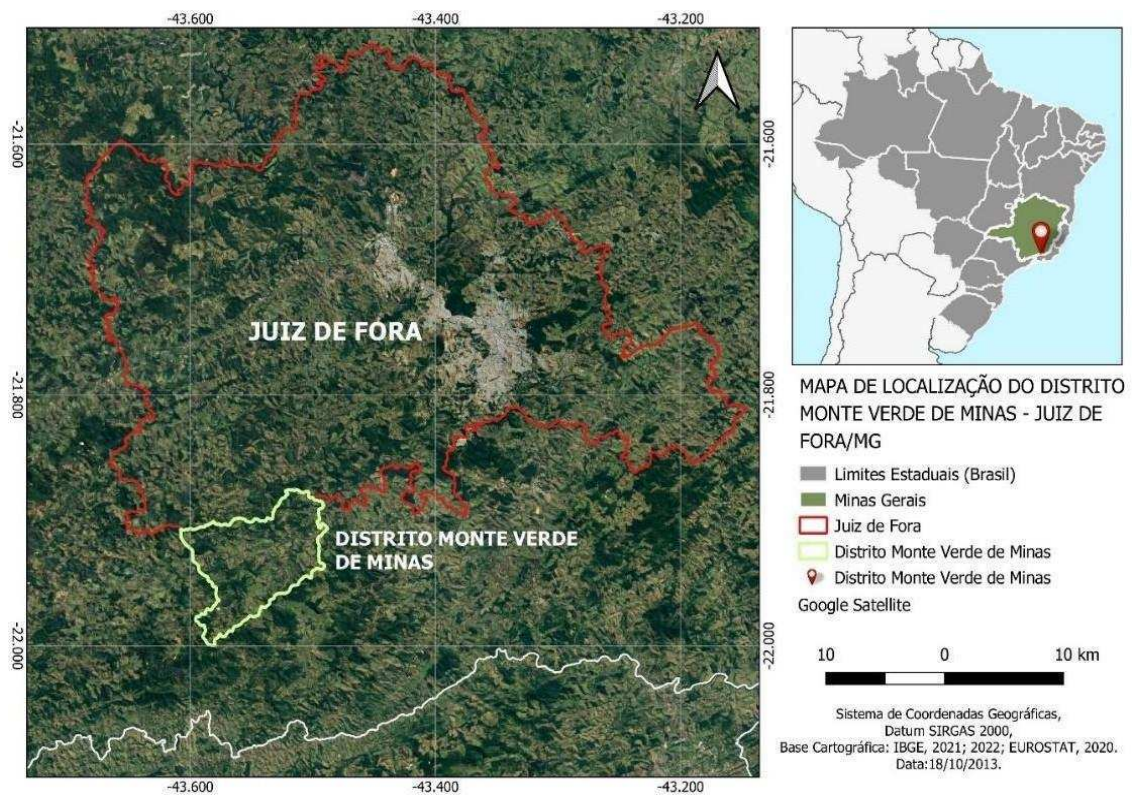 -43.600
-43.400
-43.200
-21.600
-21.600
JUIZ DE FORA
-21.800
-21.800
DISTRITO MONTE VERDE
DE MINAS
-22.000
-22.000
-43.600
-43.400
-43.200
MAPA DE LOCALIZAÇÃO DO DISTRITO
MONTE VERDE DE MINAS - JUIZ DE
FORA/MG
Limites Estaduais (Brasil)
Minas Gerais
Juiz de Fora
Distrito Monte Verde de Minas
Distrito Monte Verde de Minas
Google Satellite
10 0 10 km
Sistema de Coordenadas Geográficas,
Datum SIRGAS 2000,
Base Cartográfica: IBGE, 2021; 2022; EUROSTAT, 2020.
Data:18/10/2013.